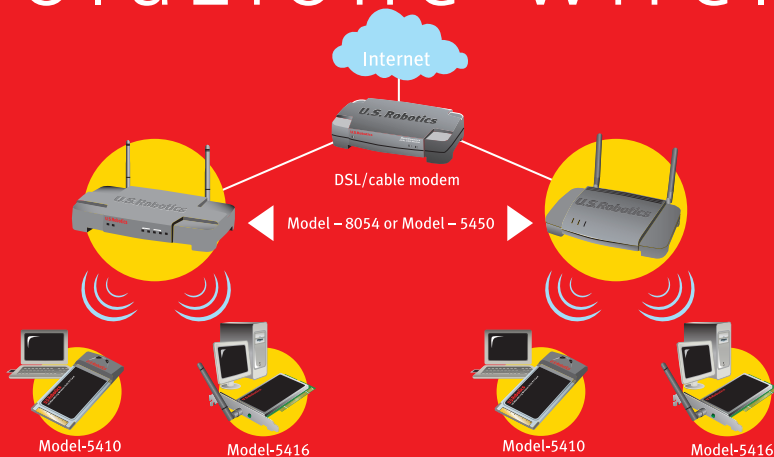 Internet
U.S. Robotics
DSL/cable modem
U.S. Robotics
U.S. Robotics
Model – 8054 or Model – 5450
Model-5410
Model-5416
Model-5410
Model-5416